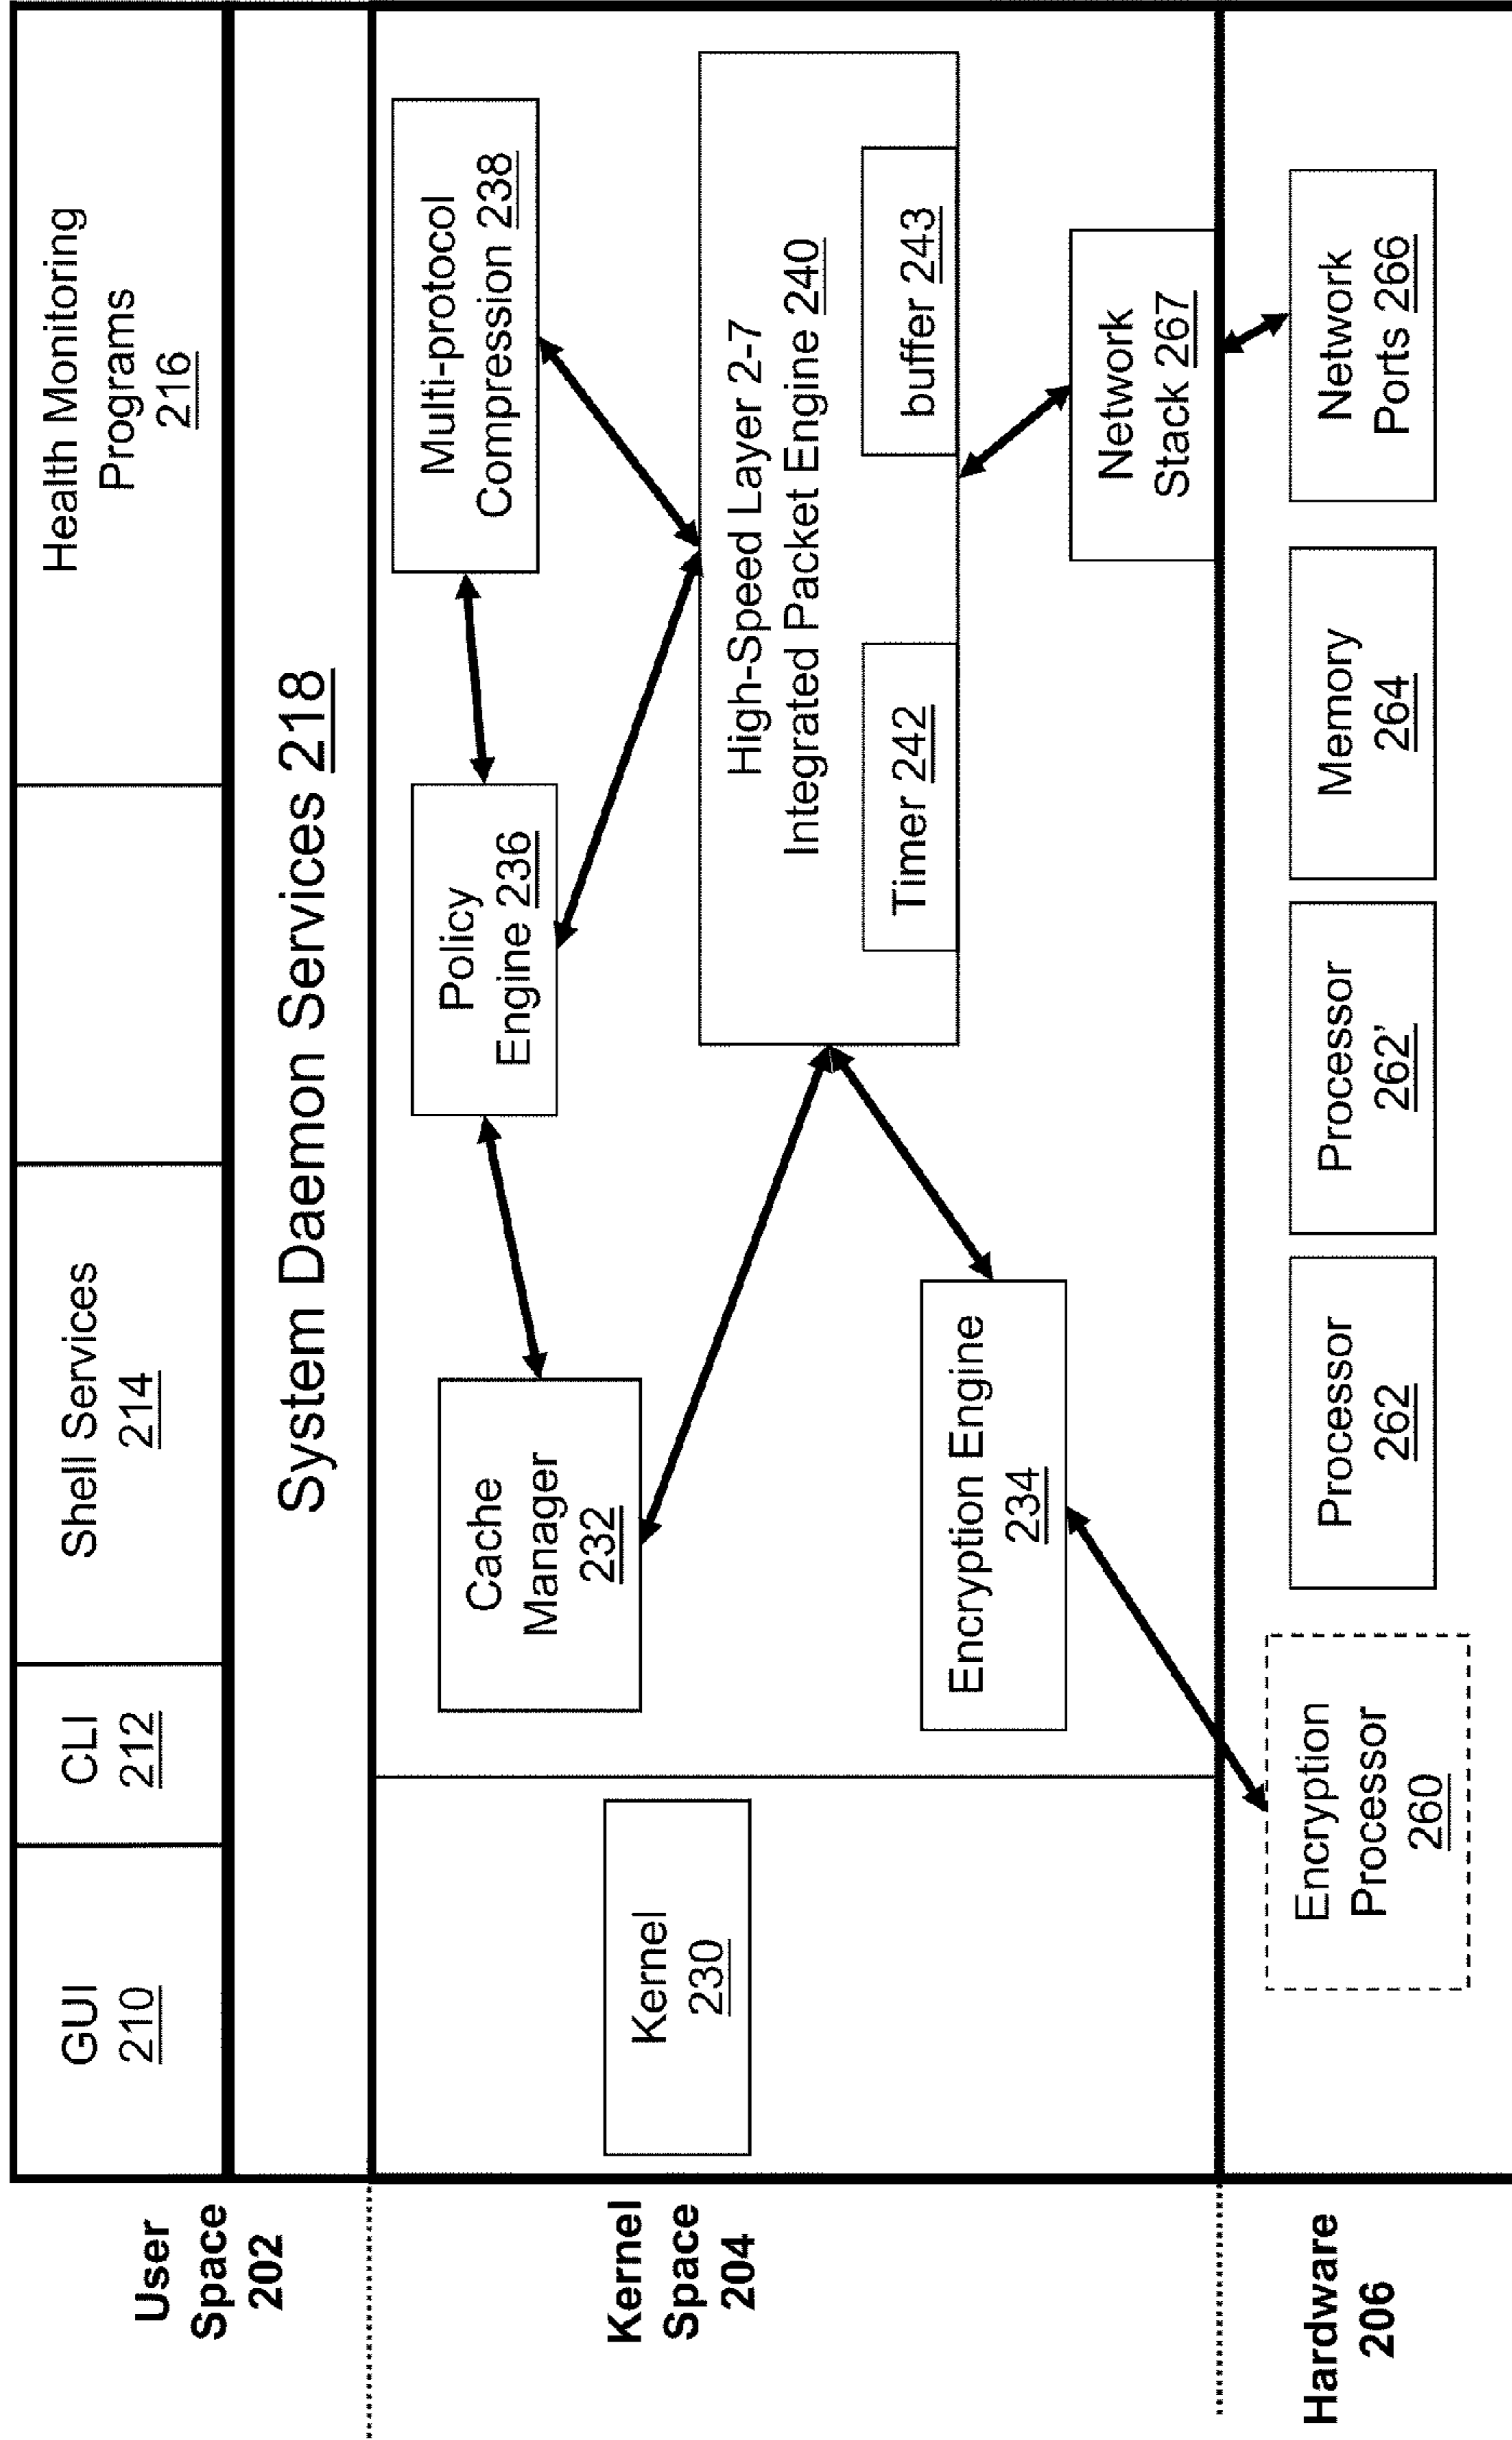 User
Space
202
GUI
210
CLI
212
Shell Services
214
Health Monitoring
Programs
216
System Daemon Services 218
Kernel
Space
204
Kernel
230
Cache
Manager
232
Policy
Engine 236
Multi-protocol
Compression 238
High-Speed Layer 2-7
Integrated Packet Engine 240
Timer 242
buffer 243
Encryption Engine
234
Network
Stack 267
Hardware
206
Encryption
Processor
260
Processor
262
Processor
262’
Memory
264
Network
Ports 266